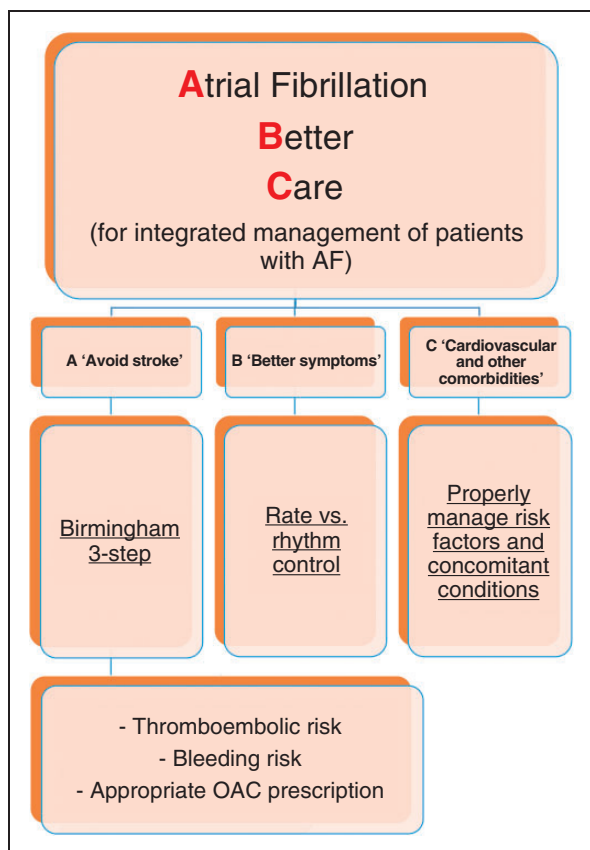 Atrial Fibrillation
Better
Care
(for integrated management of patients
with AF)
A ‘Avoid stroke’
B ‘Better symptoms’
C ‘Cardiovascular
and other
comorbidities’
Birmingham
3-step
Rate vs.
rhythm
control
Properly
manage risk
factors and
concomitant
conditions
- Thromboembolic risk
- Bleeding risk
- Appropriate OAC prescription